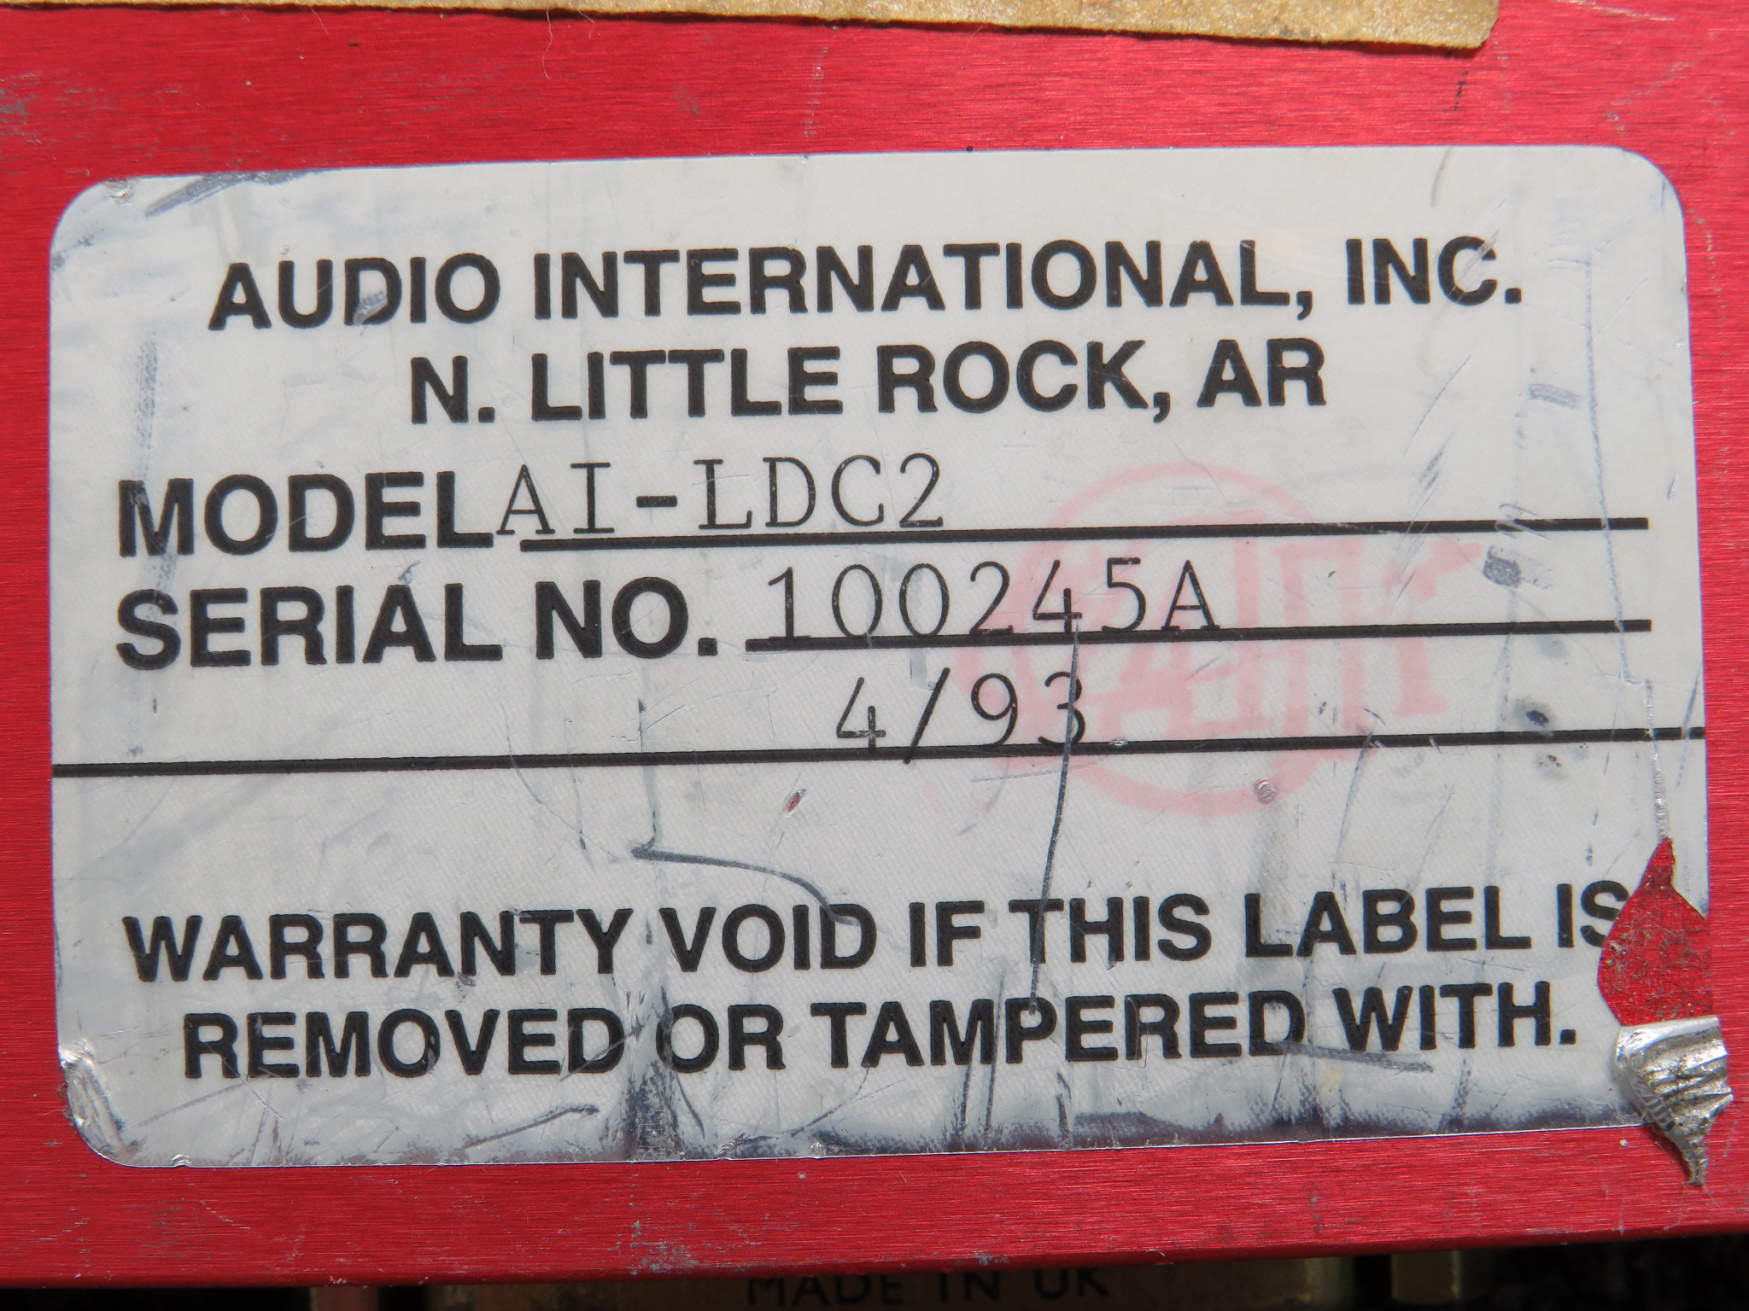 AUDIO INTERNATIONAL, INC.
N. LITTLE ROCK, AR
MODEL AI-LDC2
SERIAL NO. 100245A
4/93
WARRANTY VOID IF THIS LABEL IS
REMOVED OR TAMPERED WITH.
MADE IN UK